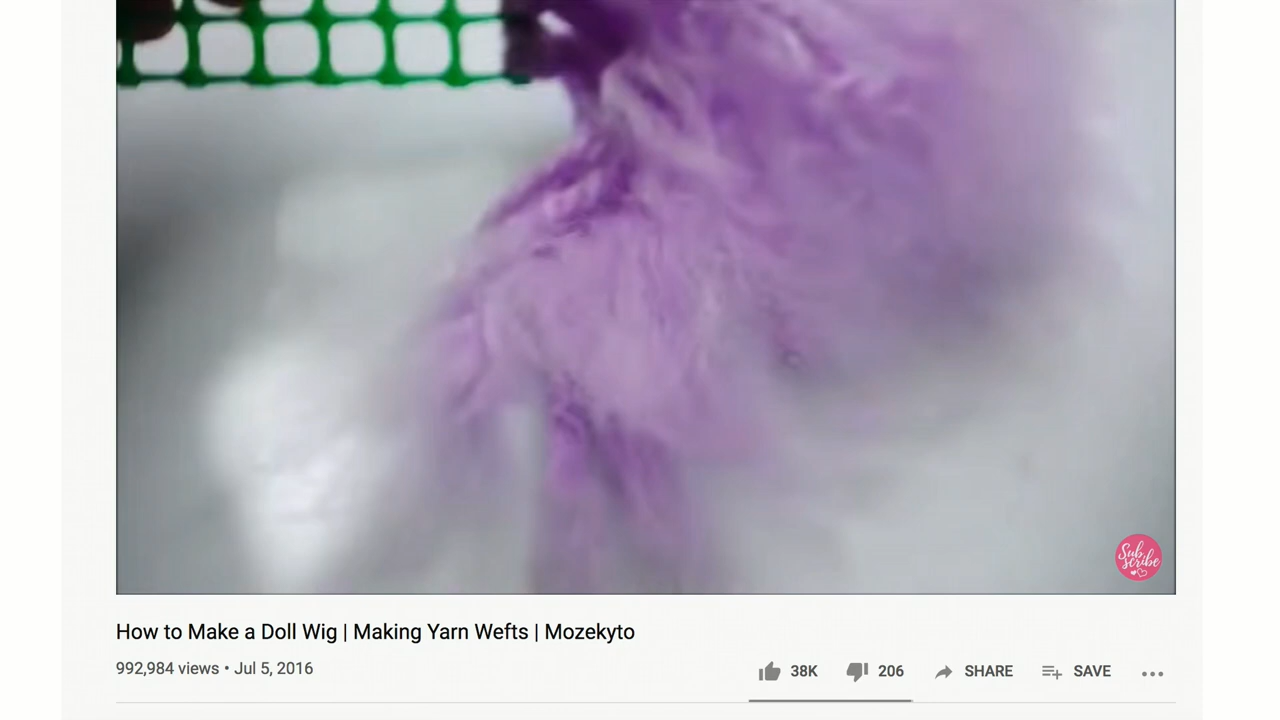 Sub
scribe
How to Make a Doll Wig | Making Yarn Wefts | Mozekyto
992,984 views • Jul 5, 2016
38K 206 SHARE SAVE